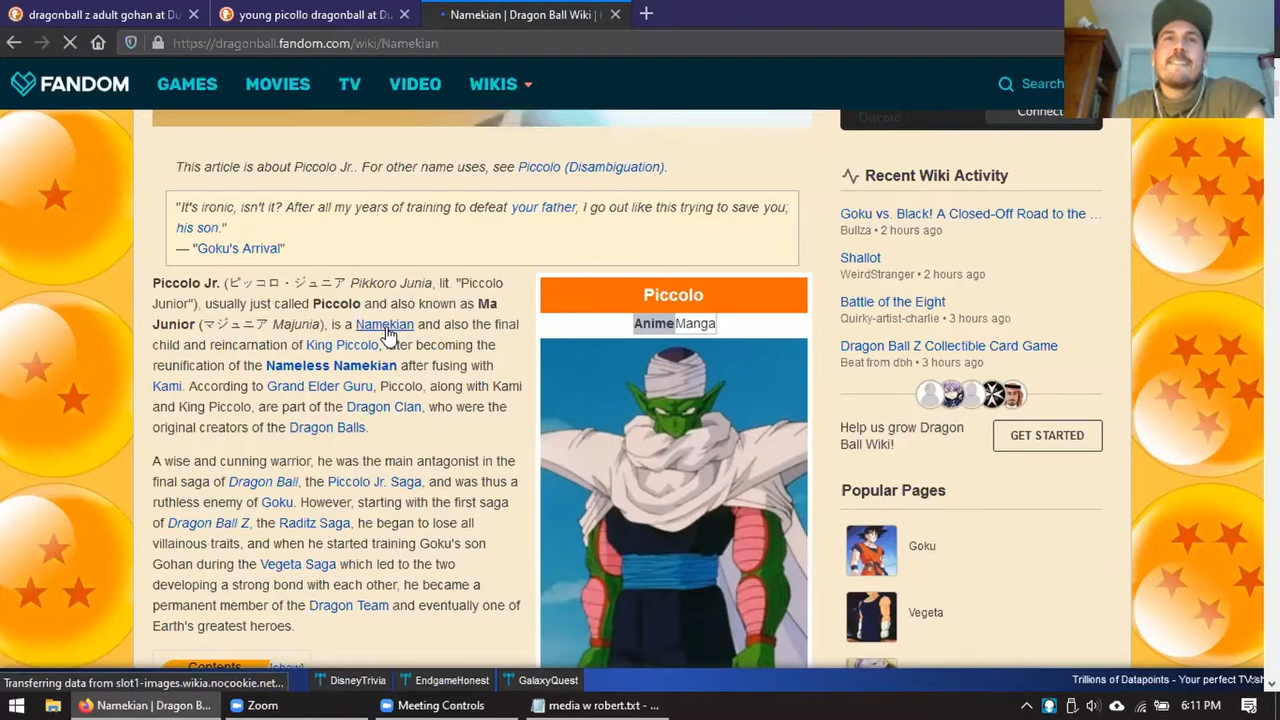 dragonball z adult gohan at Du
young picollo dragonball at Du
Namekian | Dragon Ball Wiki |
https://dragonball.fandom.com/wiki/Namekian
FANDOM
GAMES
MOVIES
TV
VIDEO
WIKIS
Search
Discord
Connect
This article is about Piccolo Jr.. For other name uses, see Piccolo (Disambiguation).
"It's ironic, isn't it? After all my years of training to defeat your father, I go out like this trying to save you;
his son."
— "Goku's Arrival"
Piccolo Jr. (ピッコロ・ジュニア Pikkoro Junia, lit. "Piccolo
Junior"), usually just called Piccolo and also known as Ma
Junior (マジュニア Majunia), is a Namekian and also the final
child and reincarnation of King Piccolo, after becoming the
reunification of the Nameless Namekian after fusing with
Kami. According to Grand Elder Guru, Piccolo, along with Kami
and King Piccolo, are part of the Dragon Clan, who were the
original creators of the Dragon Balls.
A wise and cunning warrior, he was the main antagonist in the
final saga of Dragon Ball, the Piccolo Jr. Saga, and was thus a
ruthless enemy of Goku. However, starting with the first saga
of Dragon Ball Z, the Raditz Saga, he began to lose all
villainous traits, and when he started training Goku's son
Gohan during the Vegeta Saga which led to the two
developing a strong bond with each other, he became a
permanent member of the Dragon Team and eventually one of
Earth's greatest heroes.
Contents [show]
Piccolo
Anime Manga
Recent Wiki Activity
Goku vs. Black! A Closed-Off Road to the ...
Bullza • 2 hours ago
Shallot
WeirdStranger • 2 hours ago
Battle of the Eight
Quirky-artist-charlie • 3 hours ago
Dragon Ball Z Collectible Card Game
Beat from dbh • 3 hours ago
Help us grow Dragon
Ball Wiki!
GET STARTED
Popular Pages
Goku
Vegeta
Transferring data from slot1-images.wikia.nocookie.net...
DisneyTrivia
EndgameHonest
GalaxyQuest
Trillions of Datapoints - Your perfect TV
Namekian | Dragon B...
Zoom
Meeting Controls
media w robert.txt - ...
6:11 PM